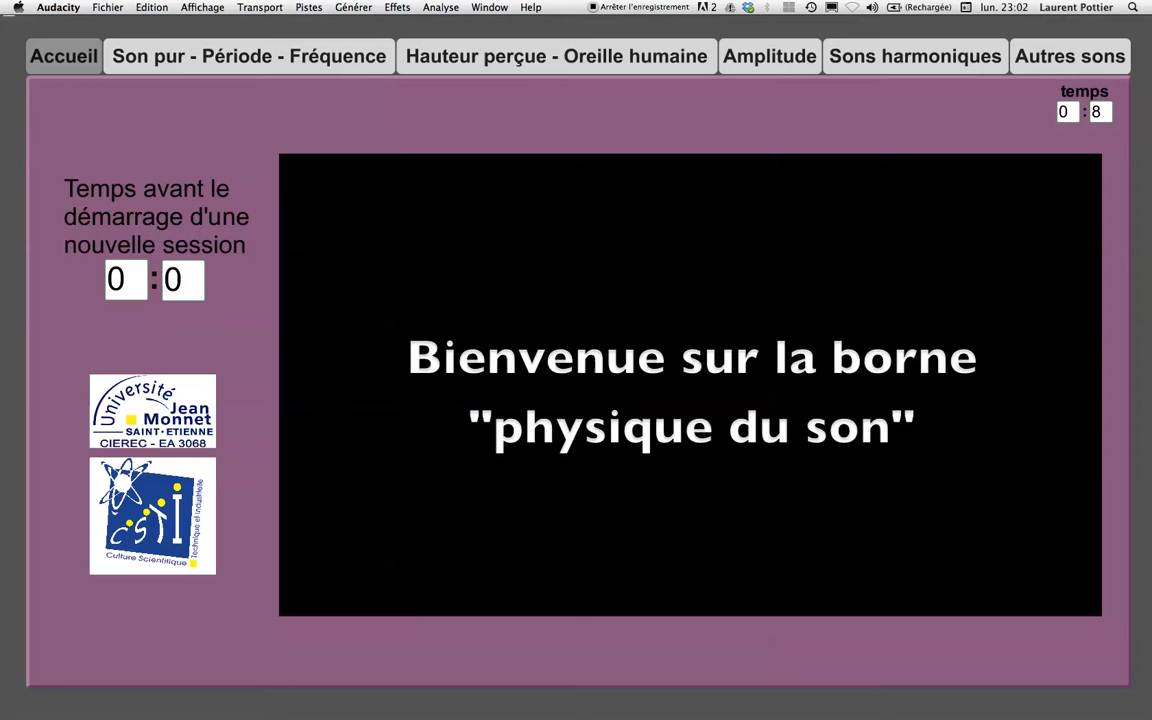 Audacity Fichier Edition Affichage Transport Pistes Générer Effets Analyse Window Help Arrêter l'enregistrement 2 (Rechargée) lun. 23:02 Laurent Pottier
Accueil Son pur - Période - Fréquence Hauteur perçue - Oreille humaine Amplitude Sons harmoniques Autres sons
temps
0 : 8
Temps avant le
démarrage d'une
nouvelle session
0 : 0
Bienvenue sur la borne
"physique du son"
Université
Jean
Monnet
SAINT-ETIENNE
CIEREC - EA 3068
CSTI
Culture Scientifique
Technique et Industrielle